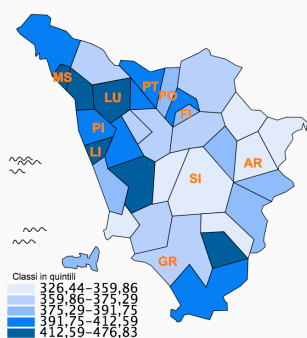 MS
LU
PT
PO
FI
PI
LI
AR
SI
GR
Classi in quintili
326,44-359,86
359,86-375,29
375,29-391,75
391,75-412,59
412,59-476,83